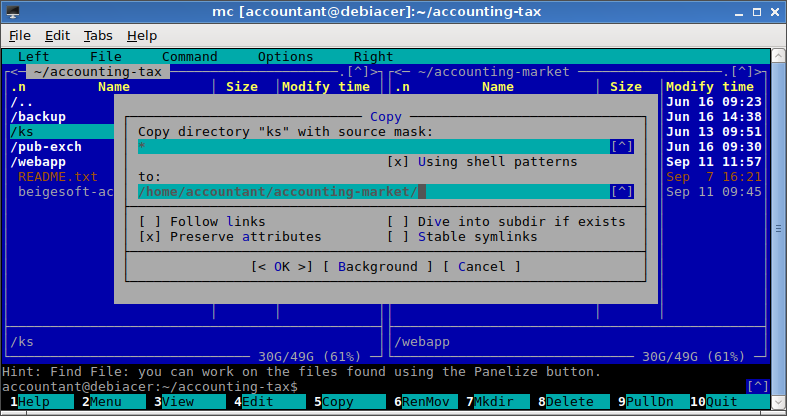 mc [accountant@debiacer]:~/accounting-tax
File Edit Tabs Help
Left File Command Options Right
<─ ~/accounting-tax ─.[^]> <─ ~/accounting-market ─.[^]>
.n Name Size Modify time .n Name Size Modify time
/.. Jun 16 09:23
/backup Jun 16 14:38
/ks Jun 13 09:51
/pub-exch Jun 16 09:30
/webapp Sep 11 11:57
README.txt Sep 7 16:21
beigesoft-ac Sep 11 09:45
Copy
Copy directory "ks" with source mask:
* [^]
[x] Using shell patterns
to:
/home/accountant/accounting-market/ [^]
[ ] Follow links [ ] Dive into subdir if exists
[x] Preserve attributes [ ] Stable symlinks
[< OK >] [ Background ] [ Cancel ]
/ks /webapp
30G/49G (61%) 30G/49G (61%)
Hint: Find File: you can work on the files found using the Panelize button.
accountant@debiacer:~/accounting-tax$ [^]
1Help 2Menu 3View 4Edit 5Copy 6RenMov 7Mkdir 8Delete 9PullDn 10Quit